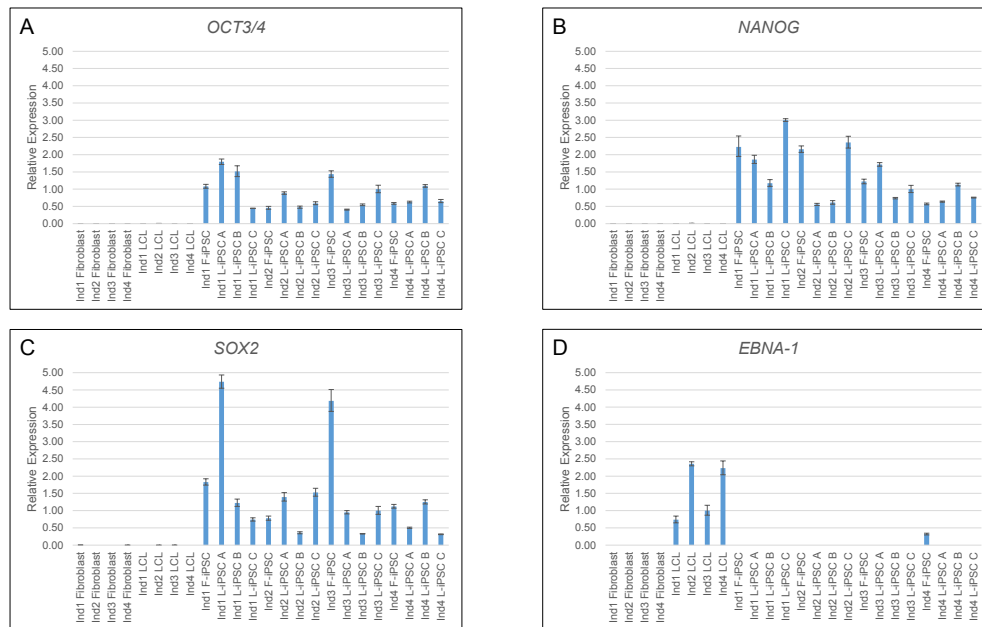 A
OCT3/4
Relative Expression
5.00
4.50
4.00
3.50
3.00
2.50
2.00
1.50
1.00
0.50
0.00
Ind1 Fibroblast
Ind2 Fibroblast
Ind3 Fibroblast
Ind4 Fibroblast
Ind1 LCL
Ind2 LCL
Ind3 LCL
Ind4 LCL
Ind1 F-iPSC
Ind1 L-iPSC A
Ind1 L-iPSC B
Ind1 L-iPSC C
Ind2 F-iPSC
Ind2 L-iPSC A
Ind2 L-iPSC B
Ind2 L-iPSC C
Ind3 F-iPSC
Ind3 L-iPSC A
Ind3 L-iPSC B
Ind3 L-iPSC C
Ind4 F-iPSC
Ind4 L-iPSC A
Ind4 L-iPSC B
Ind4 L-iPSC C
B
NANOG
Relative Expression
5.00
4.50
4.00
3.50
3.00
2.50
2.00
1.50
1.00
0.50
0.00
Ind1 Fibroblast
Ind2 Fibroblast
Ind3 Fibroblast
Ind4 Fibroblast
Ind1 LCL
Ind2 LCL
Ind3 LCL
Ind4 LCL
Ind1 F-iPSC
Ind1 L-iPSC A
Ind1 L-iPSC B
Ind1 L-iPSC C
Ind2 F-iPSC
Ind2 L-iPSC A
Ind2 L-iPSC B
Ind2 L-iPSC C
Ind3 F-iPSC
Ind3 L-iPSC A
Ind3 L-iPSC B
Ind3 L-iPSC C
Ind4 F-iPSC
Ind4 L-iPSC A
Ind4 L-iPSC B
Ind4 L-iPSC C
C
SOX2
Relative Expression
5.00
4.50
4.00
3.50
3.00
2.50
2.00
1.50
1.00
0.50
0.00
Ind1 Fibroblast
Ind2 Fibroblast
Ind3 Fibroblast
Ind4 Fibroblast
Ind1 LCL
Ind2 LCL
Ind3 LCL
Ind4 LCL
Ind1 F-iPSC
Ind1 L-iPSC A
Ind1 L-iPSC B
Ind1 L-iPSC C
Ind2 F-iPSC
Ind2 L-iPSC A
Ind2 L-iPSC B
Ind2 L-iPSC C
Ind3 F-iPSC
Ind3 L-iPSC A
Ind3 L-iPSC B
Ind3 L-iPSC C
Ind4 F-iPSC
Ind4 L-iPSC A
Ind4 L-iPSC B
Ind4 L-iPSC C
D
EBNA-1
Relative Expression
5.00
4.50
4.00
3.50
3.00
2.50
2.00
1.50
1.00
0.50
0.00
Ind1 Fibroblast
Ind2 Fibroblast
Ind3 Fibroblast
Ind4 Fibroblast
Ind1 LCL
Ind2 LCL
Ind3 LCL
Ind4 LCL
Ind1 F-iPSC
Ind1 L-iPSC A
Ind1 L-iPSC B
Ind1 L-iPSC C
Ind2 F-iPSC
Ind2 L-iPSC A
Ind2 L-iPSC B
Ind2 L-iPSC C
Ind3 F-iPSC
Ind3 L-iPSC A
Ind3 L-iPSC B
Ind3 L-iPSC C
Ind4 F-iPSC
Ind4 L-iPSC A
Ind4 L-iPSC B
Ind4 L-iPSC C